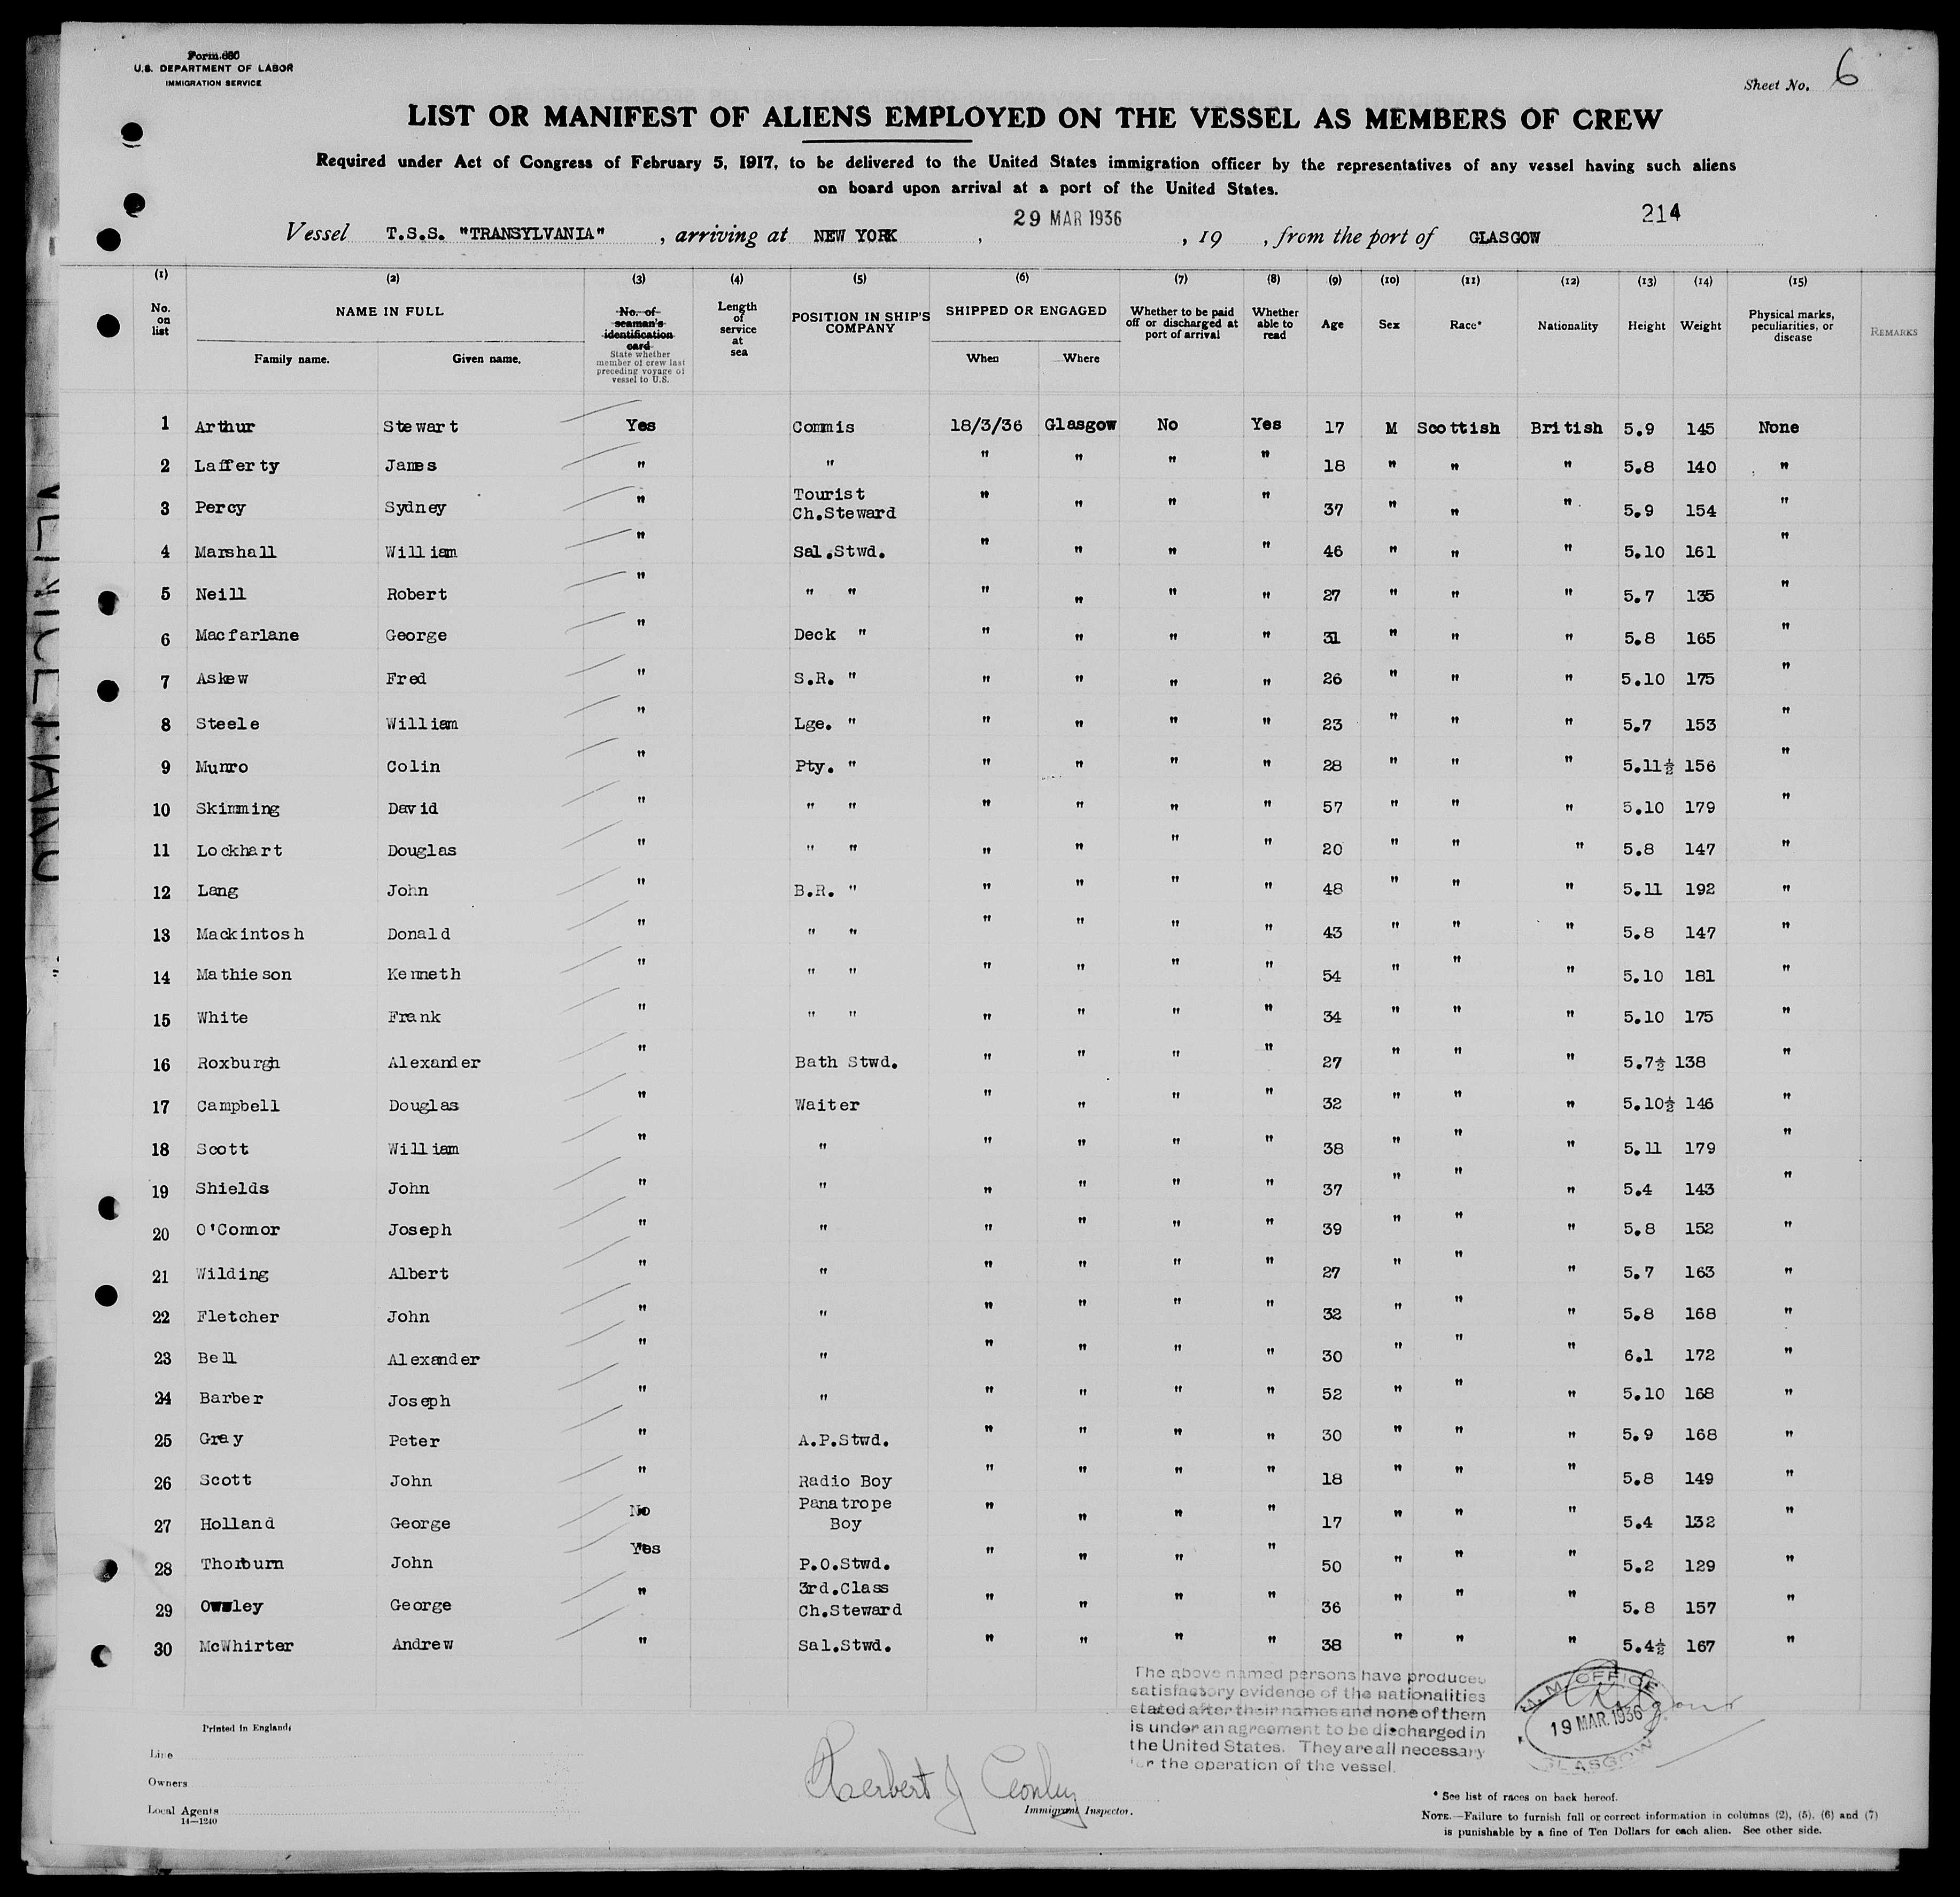 Form 680
U.S. DEPARTMENT OF LABOR
IMMIGRATION SERVICE
Sheet No. 6
LIST OR MANIFEST OF ALIENS EMPLOYED ON THE VESSEL AS MEMBERS OF CREW
Required under Act of Congress of February 5, 1917, to be delivered to the United States immigration officer by the representatives of any vessel having such aliens
on board upon arrival at a port of the United States.
29 MAR 1936
214
Vessel T.S.S. "TRANSYLVANIA" , arriving at NEW YORK , , 19 , from the port of GLASGOW
(1) (2) (3) (4) (5) (6) (7) (8) (9) (10) (11) (12) (13) (14) (15)
No. on list NAME IN FULL Family name. Given name. No. of seaman's identification card State whether member of crew last preceding voyage of vessel to U.S. Length of service at sea POSITION IN SHIP'S COMPANY SHIPPED OR ENGAGED When Where Whether to be paid off or discharged at port of arrival Whether able to read Age Sex Race* Nationality Height Weight Physical marks, peculiarities, or disease REMARKS
1 Arthur Stewart Yes Commis 18/3/36 Glasgow No Yes 17 M Scottish British 5.9 145 None
2 Lafferty James " " " " " " 18 " " " 5.8 140 "
3 Percy Sydney " Tourist Ch.Steward " " " " 37 " " " 5.9 154 "
4 Marshall William " Sal.Stwd. " " " " 46 " " " 5.10 161 "
5 Neill Robert " " " " " " " 27 " " " 5.7 135 "
6 Macfarlane George " Deck " " " " " 31 " " " 5.8 165 "
7 Askew Fred " S.R. " " " " " 26 " " " 5.10 175 "
8 Steele William " Lge. " " " " " 23 " " " 5.7 153 "
9 Munro Colin " Pty. " " " " " 28 " " " 5.11½ 156 "
10 Skimming David " " " " " " " 57 " " " 5.10 179 "
11 Lockhart Douglas " " " " " " " 20 " " " 5.8 147 "
12 Lang John " B.R. " " " " " 48 " " " 5.11 192 "
13 Mackintosh Donald " " " " " " " 43 " " " 5.8 147 "
14 Mathieson Kenneth " " " " " " " 54 " " " 5.10 181 "
15 White Frank " " " " " " " 34 " " " 5.10 175 "
16 Roxburgh Alexander " Bath Stwd. " " " " 27 " " " 5.7½ 138 "
17 Campbell Douglas " Waiter " " " " 32 " " " 5.10½ 146 "
18 Scott William " " " " " " 38 " " " 5.11 179 "
19 Shields John " " " " " " 37 " " " 5.4 143 "
20 O'Connor Joseph " " " " " " 39 " " " 5.8 152 "
21 Wilding Albert " " " " " " 27 " " " 5.7 163 "
22 Fletcher John " " " " " " 32 " " " 5.8 168 "
23 Bell Alexander " " " " " " 30 " " " 6.1 172 "
24 Barber Joseph " " " " " " 52 " " " 5.10 168 "
25 Gray Peter " A.P.Stwd. " " " " 30 " " " 5.9 168 "
26 Scott John " Radio Boy " " " " 18 " " " 5.8 149 "
27 Holland George No Panatrope Boy " " " " 17 " " " 5.4 132 "
28 Thorburn John Yes P.O.Stwd. " " " " 50 " " " 5.2 129 "
29 George " 3rd.Class Ch.Steward " " " " 36 " " " 5.8 157 "
30 McWhirter Andrew " Sal.Stwd. " " " " 38 " " " 5.4½ 167 "
The above named persons have produced
satisfactory evidence of the nationalities
stated after their names and none of them
is under an agreement to be discharged in
the United States. They are all necessary
for the operation of the vessel.
M.M. OFFICE
19 MAR. 1936
GLASGOW
Printed in England.
Line
Owners
Local Agents
14—1240
Herbert J
Immigrant Inspector.
* See list of races on back hereof.
NOTE.—Failure to furnish full or correct information in columns (2), (5), (6) and (7)
is punishable by a fine of Ten Dollars for each alien. See other side.